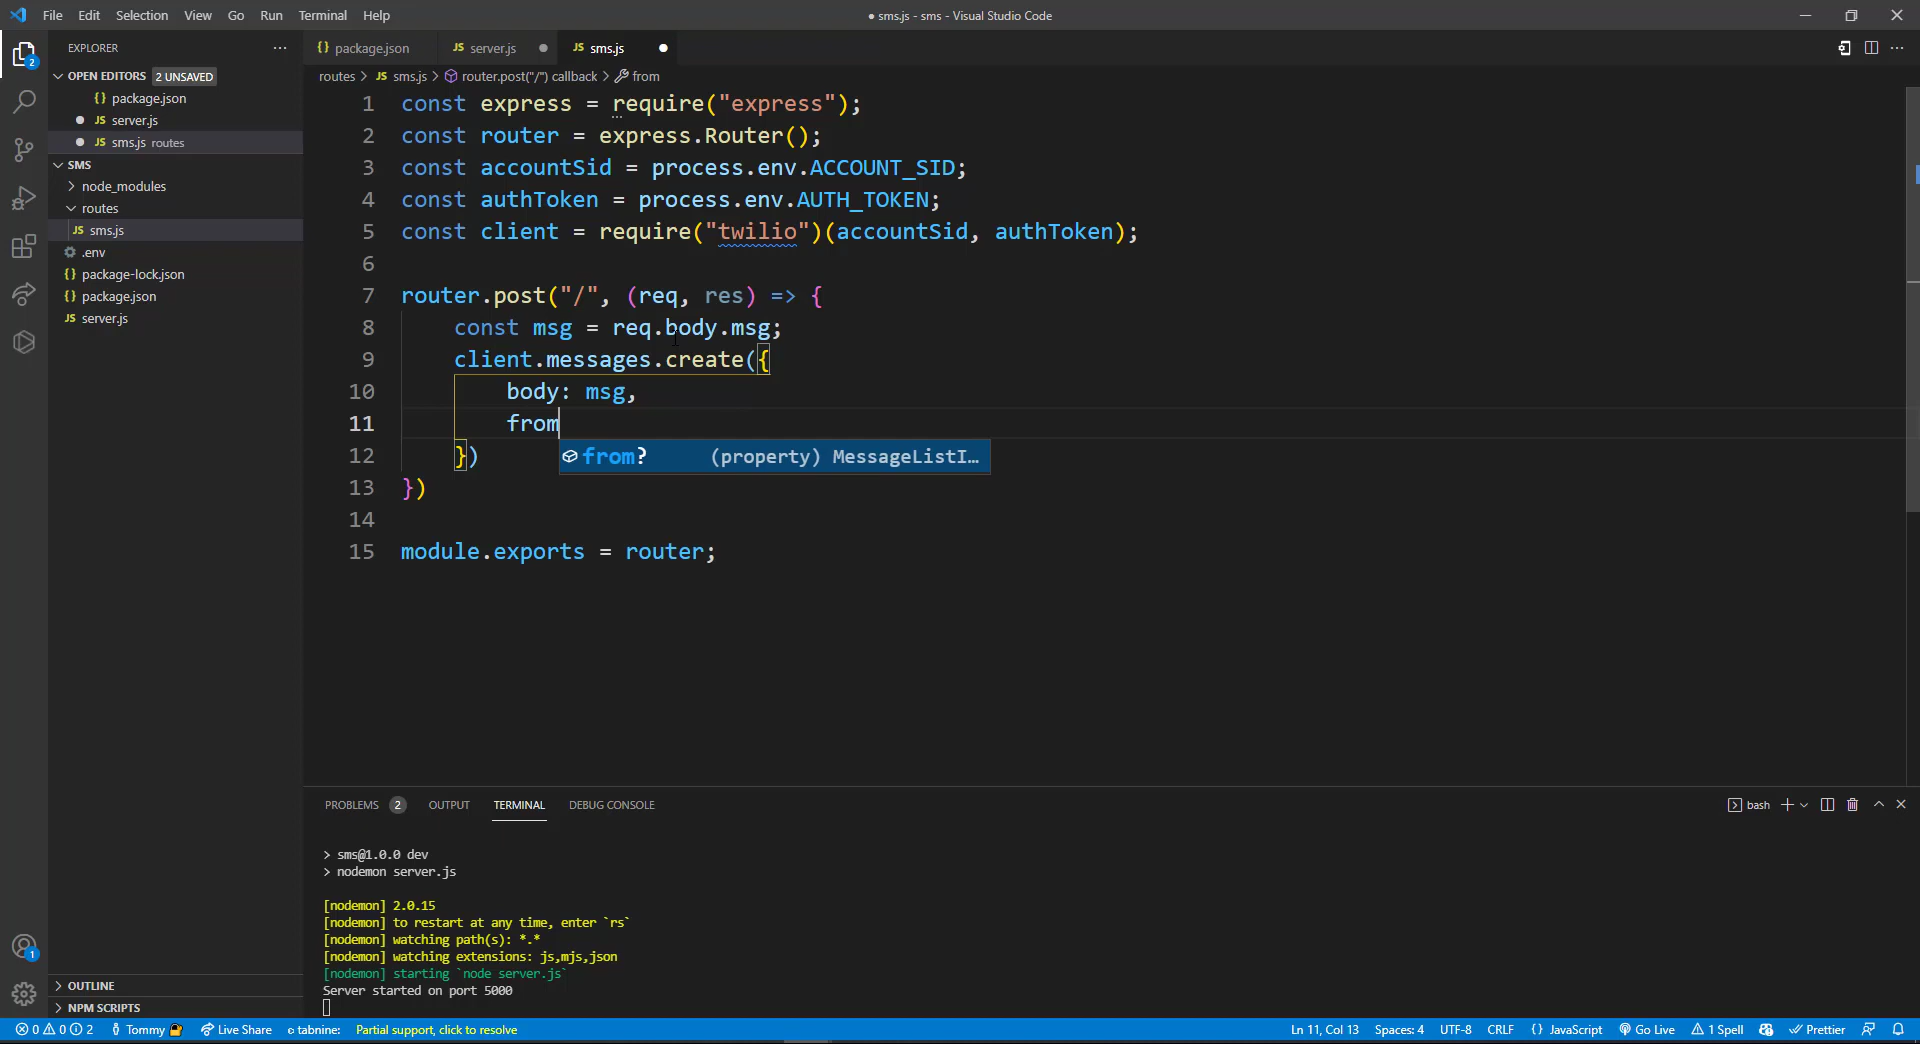 File Edit Selection View Go Run Terminal Help
● sms.js - sms - Visual Studio Code
EXPLORER
OPEN EDITORS 2 UNSAVED
{} package.json
JS server.js
JS sms.js routes
SMS
node_modules
routes
JS sms.js
.env
{} package-lock.json
{} package.json
JS server.js
OUTLINE
NPM SCRIPTS
2
1
{} package.json JS server.js JS sms.js
routes > JS sms.js > router.post("/") callback > from
1 const express = require("express");
2 const router = express.Router();
3 const accountSid = process.env.ACCOUNT_SID;
4 const authToken = process.env.AUTH_TOKEN;
5 const client = require("twilio")(accountSid, authToken);
6
7 router.post("/", (req, res) => {
8 const msg = req.body.msg;
9 client.messages.create({
10 body: msg,
11 from
12 })
from? (property) MessageListI…
13 })
14
15 module.exports = router;
PROBLEMS 2 OUTPUT TERMINAL DEBUG CONSOLE
bash
> sms@1.0.0 dev
> nodemon server.js
[nodemon] 2.0.15
[nodemon] to restart at any time, enter `rs`
[nodemon] watching path(s): *.*
[nodemon] watching extensions: js,mjs,json
[nodemon] starting `node server.js`
Server started on port 5000
0 0 2 Tommy Live Share tabnine: Partial support, click to resolve
Ln 11, Col 13 Spaces: 4 UTF-8 CRLF {} JavaScript Go Live 1 Spell Prettier